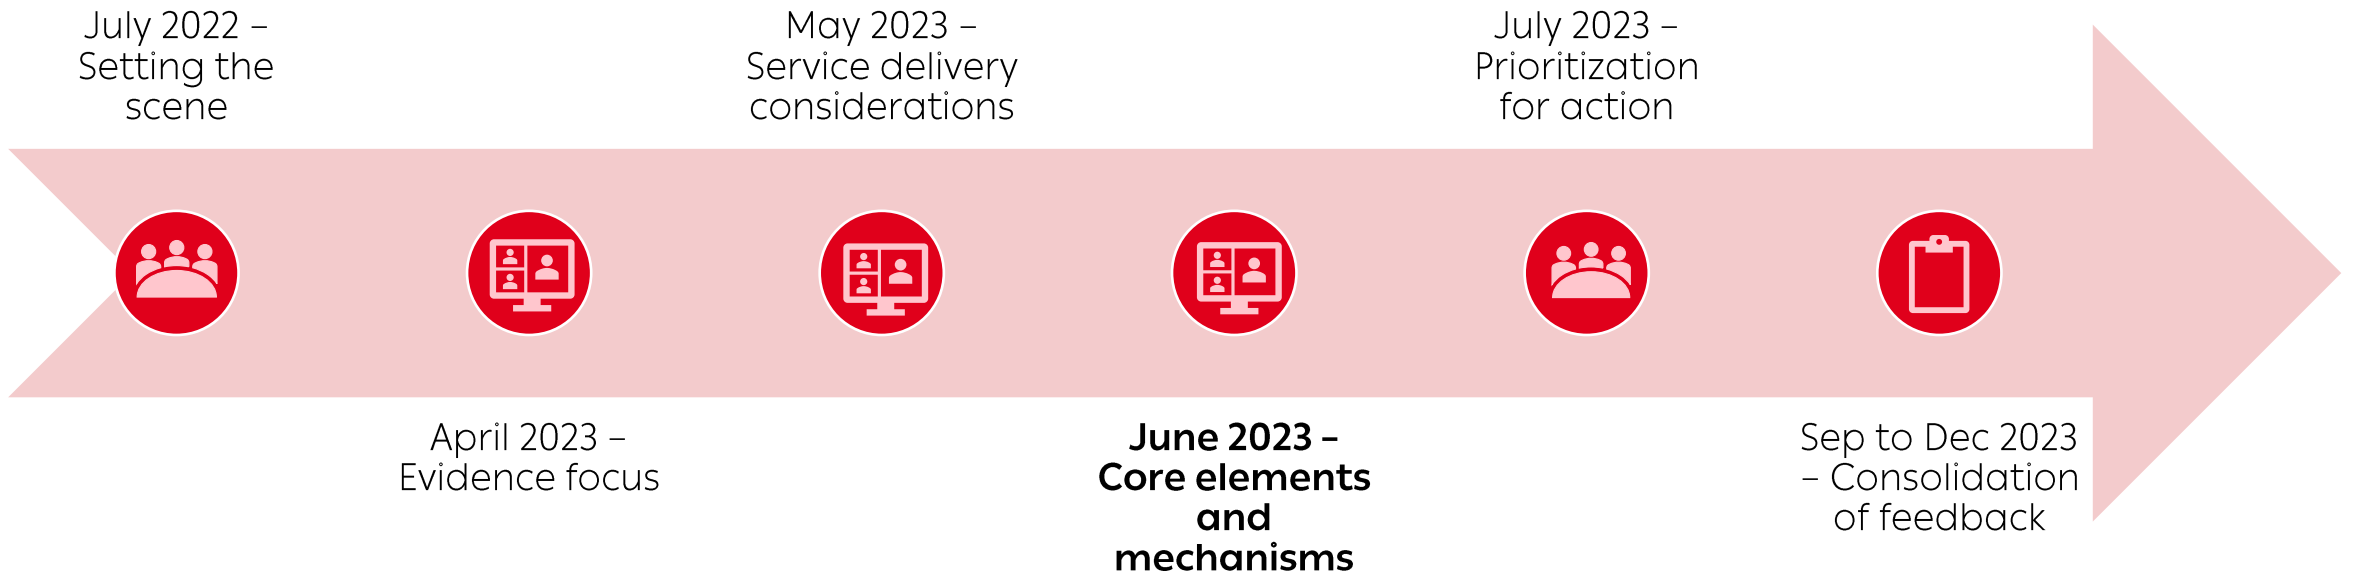 July 2022 –
Setting the
scene
April 2023 –
Evidence focus
May 2023 –
Service delivery
considerations
June 2023 –
Core elements
and
mechanisms
July 2023 –
Prioritization
for action
Sep to Dec 2023
– Consolidation
of feedback